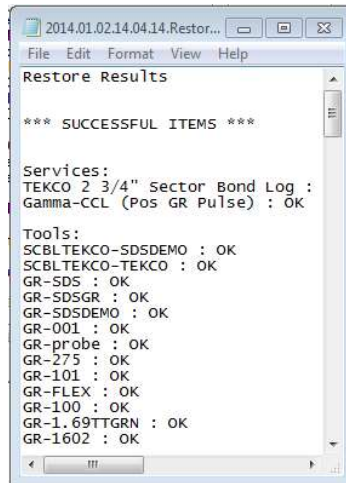 2014.01.02.14.04.14.Restor...
File Edit Format View Help
Restore Results
*** SUCCESSFUL ITEMS ***
Services:
TEKCO 2 3/4" Sector Bond Log :
Gamma-CCL (Pos GR Pulse) : OK
Tools:
SCBLTEKCO-SDSDEMO : OK
SCBLTEKCO-TEKCO : OK
GR-SDS : OK
GR-SDSGR : OK
GR-SDSDEMO : OK
GR-001 : OK
GR-probe : OK
GR-275 : OK
GR-101 : OK
GR-FLEX : OK
GR-100 : OK
GR-1.69TTGRN : OK
GR-1602 : OK